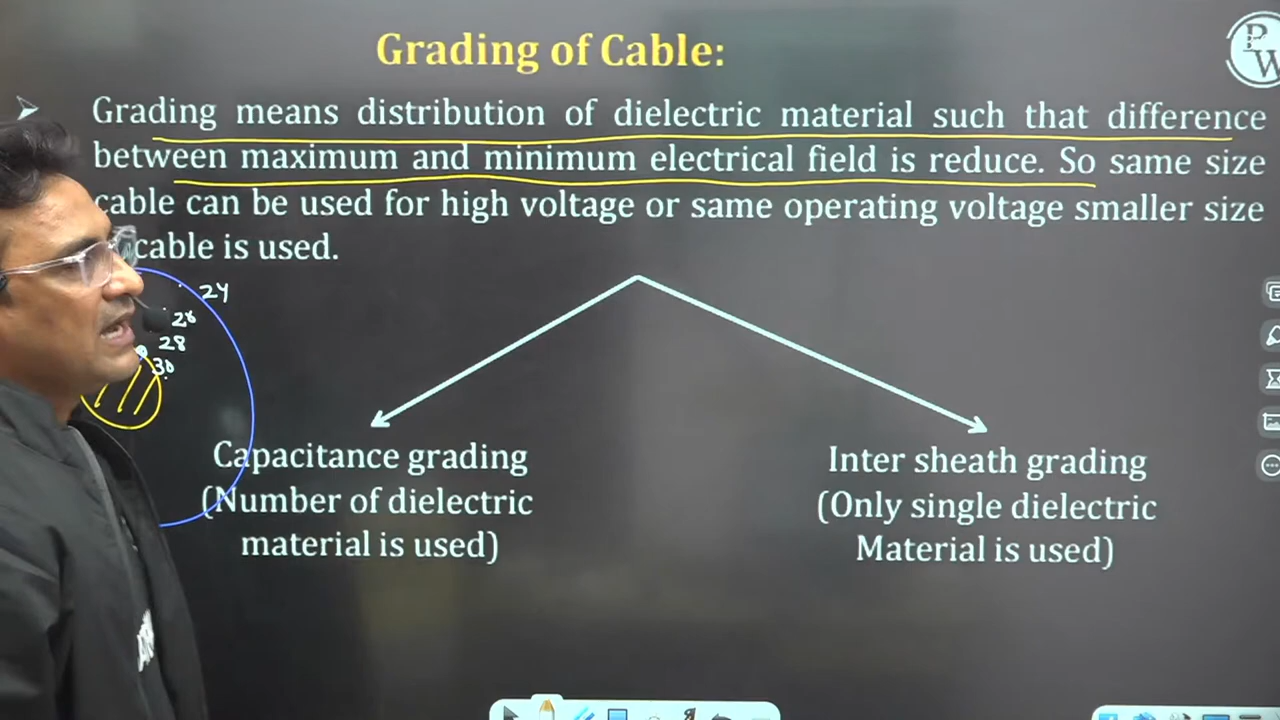 Grading of Cable:
P
W
Grading means distribution of dielectric material such that difference
between maximum and minimum electrical field is reduce. So same size
cable can be used for high voltage or same operating voltage smaller size
cable is used.
24
26
28
30
Capacitance grading
(Number of dielectric
material is used)
Inter sheath grading
(Only single dielectric
Material is used)